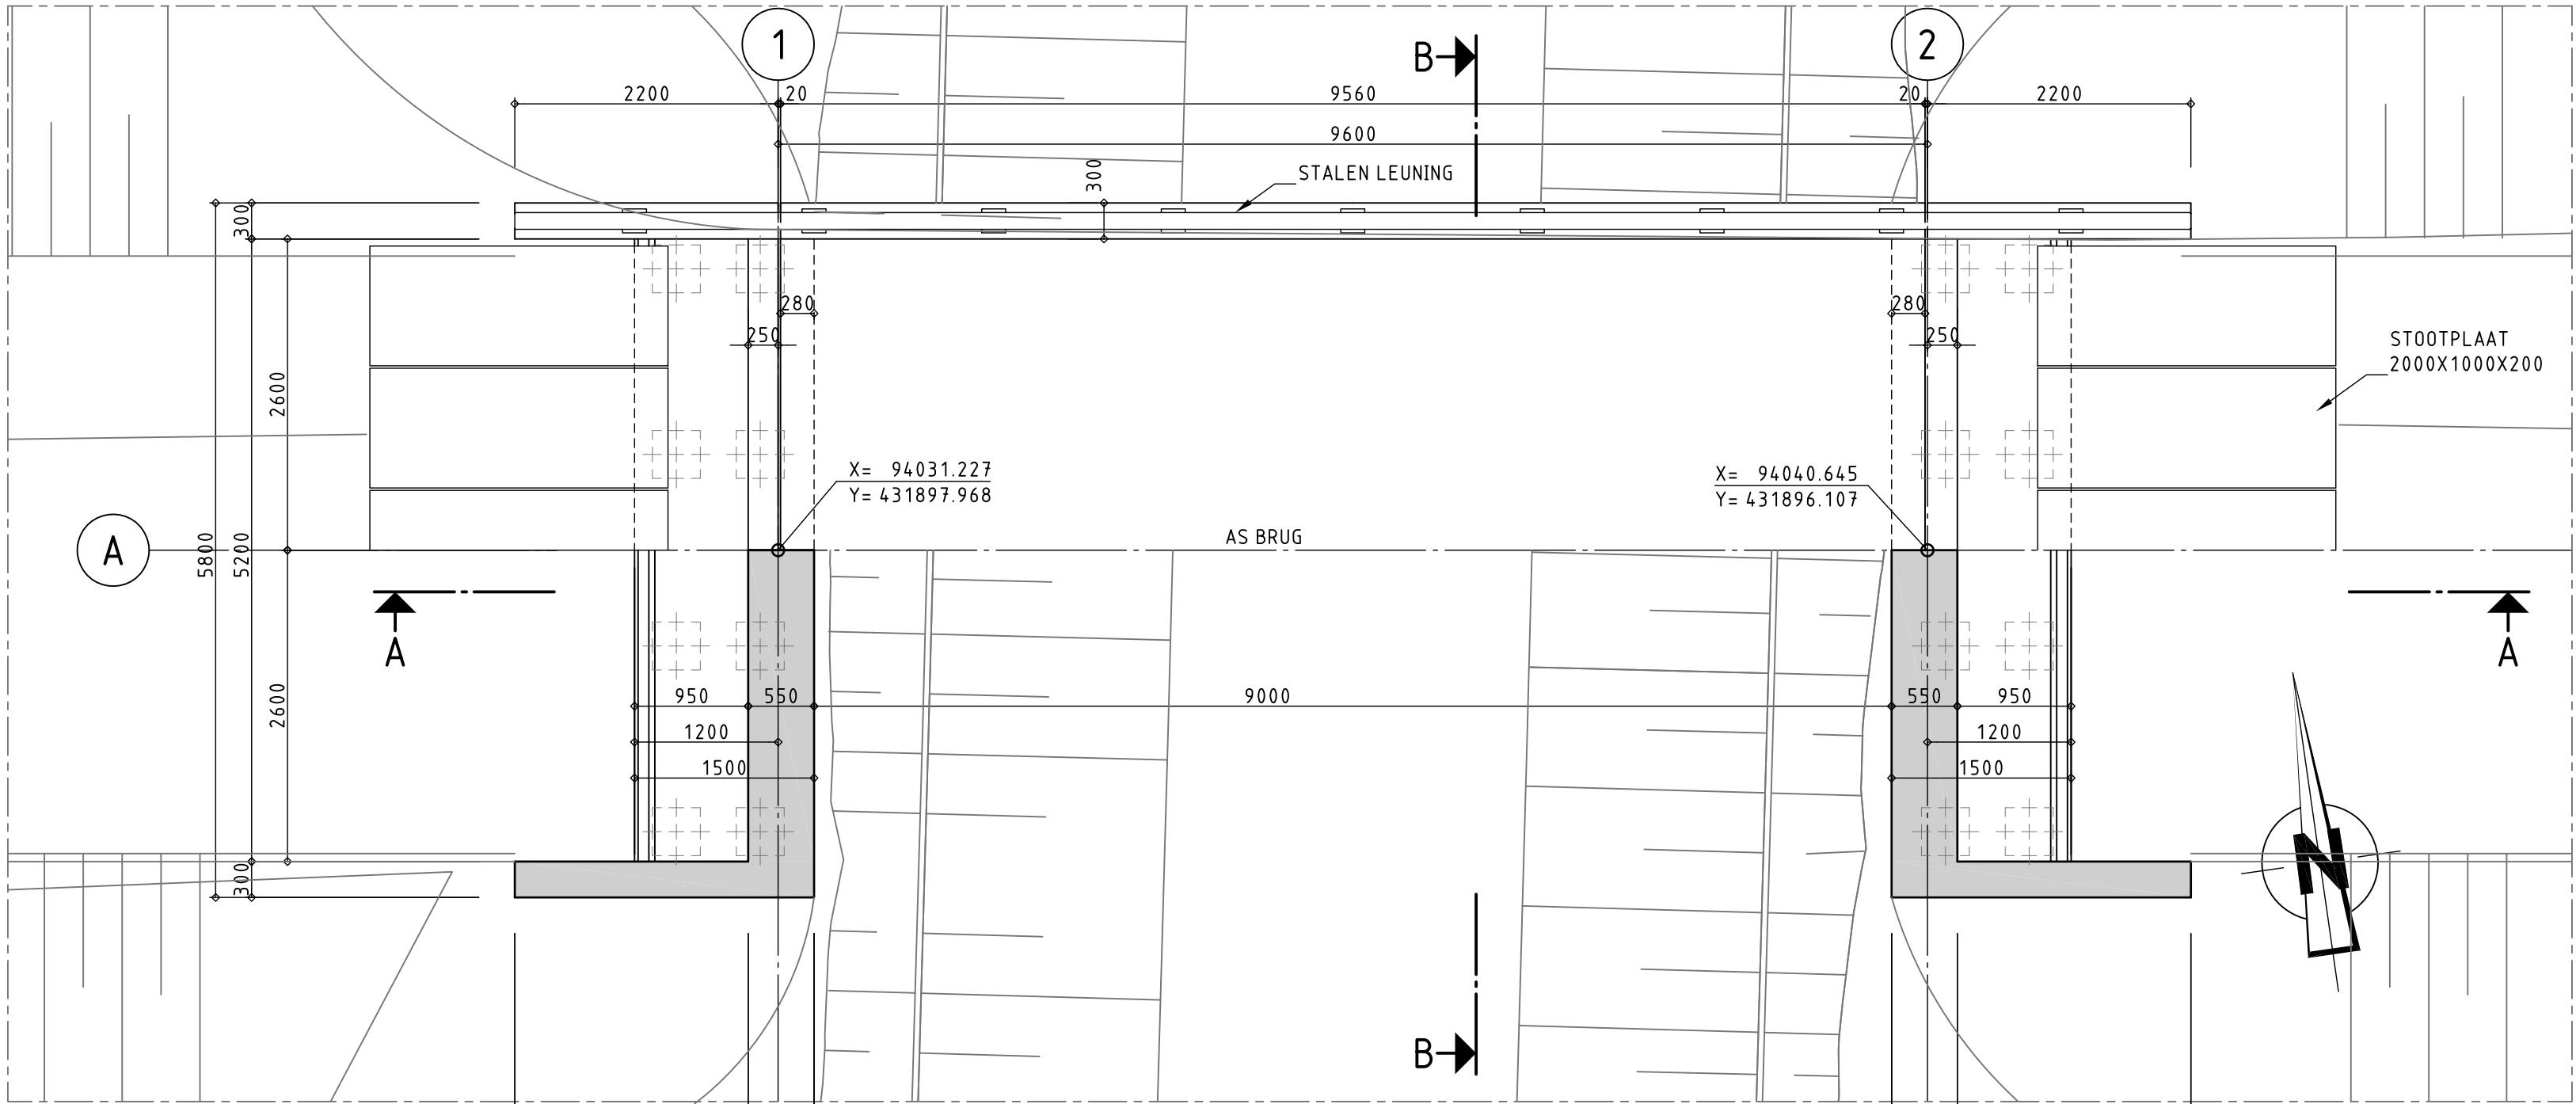 1
2
B
2200
20
9560
20
2200
9600
300
STALEN LEUNING
300
280
280
250
250
STOOTPLAAT
2000X1000X200
2600
X= 94031.227
Y= 431897.968
X= 94040.645
Y= 431896.107
AS BRUG
A
5800
5200
A
A
2600
950
550
9000
550
950
1200
1200
1500
1500
300
N
B